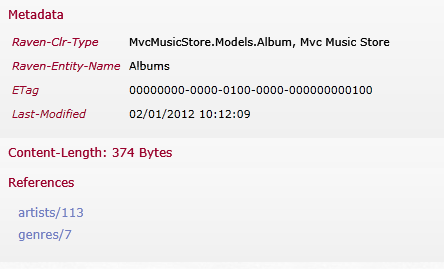 Metadata
Raven-Clr-Type MvcMusicStore.Models.Album, Mvc Music Store
Raven-Entity-Name Albums
ETag 00000000-0000-0100-0000-000000000100
Last-Modified 02/01/2012 10:12:09
Content-Length: 374 Bytes
References
artists/113
genres/7